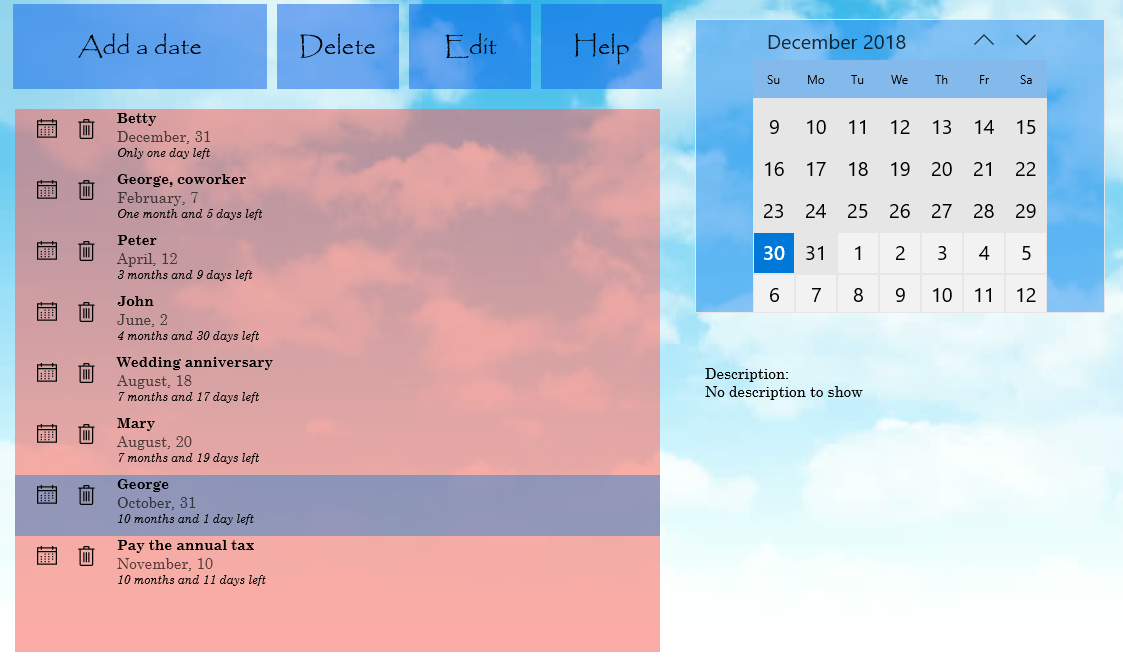 Add a date
Delete
Edit
Help
Betty
December, 31
Only one day left
George, coworker
February, 7
One month and 5 days left
Peter
April, 12
3 months and 9 days left
John
June, 2
4 months and 30 days left
Wedding anniversary
August, 18
7 months and 17 days left
Mary
August, 20
7 months and 19 days left
George
October, 31
10 months and 1 day left
Pay the annual tax
November, 10
10 months and 11 days left
December 2018
Su Mo Tu We Th Fr Sa
9 10 11 12 13 14 15
16 17 18 19 20 21 22
23 24 25 26 27 28 29
30 31 1 2 3 4 5
6 7 8 9 10 11 12
Description:
No description to show